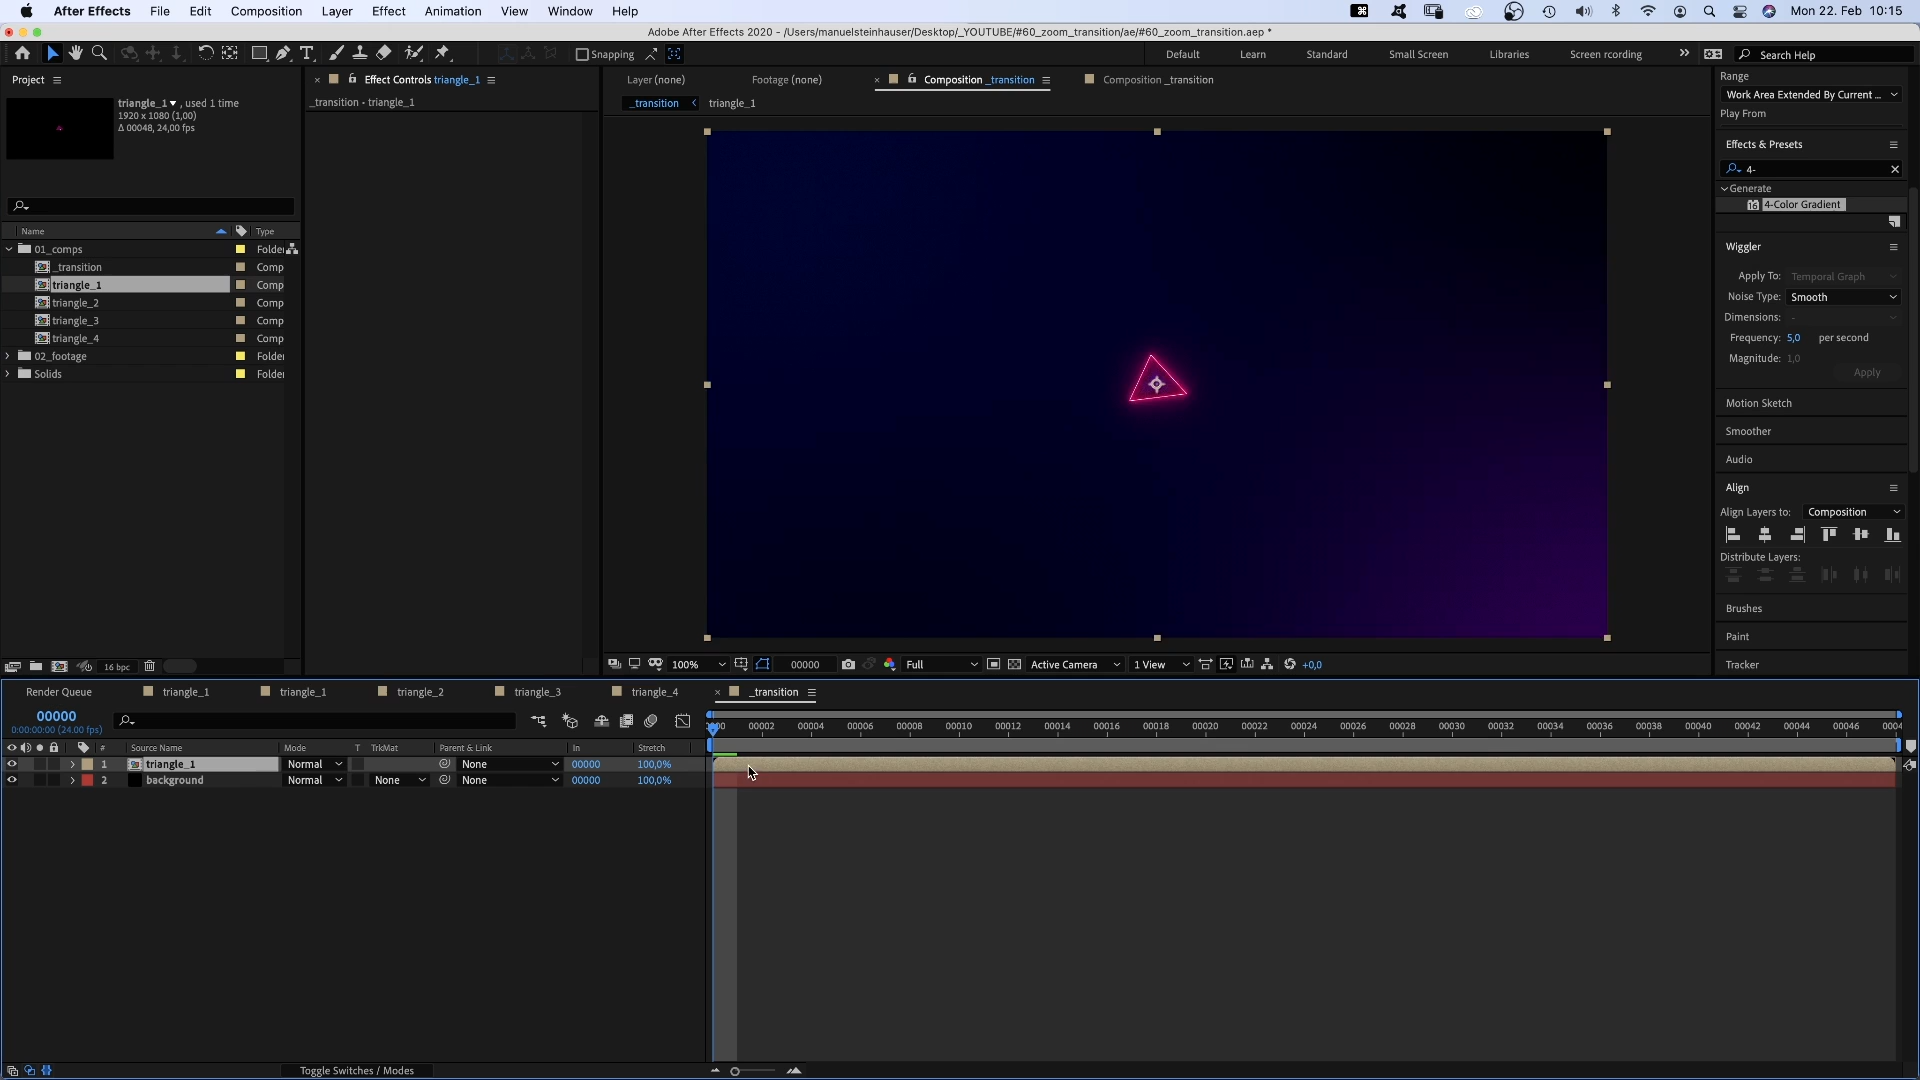 After Effects File Edit Composition Layer Effect Animation View Window Help Mon 22. Feb 10:15
Adobe After Effects 2020 - /Users/manuelsteinhauser/Desktop/_YOUTUBE/#60_zoom_transition/ae/#60_zoom_transition.aep *
Snapping Default Learn Standard Small Screen Libraries Screen recording Search Help
Project
triangle_1 , used 1 time
1920 x 1080 (1,00)
Δ 00048, 24,00 fps
Name Type
01_comps Folder
_transition Comp
triangle_1 Comp
triangle_2 Comp
triangle_3 Comp
triangle_4 Comp
02_footage Folder
Solids Folder
16 bpc
Effect Controls triangle_1
_transition - triangle_1
Layer (none) Footage (none) Composition _transition Composition _transition
_transition triangle_1
100% 00000 Full Active Camera 1 View +0,0
Range
Work Area Extended By Current ...
Play From
Effects & Presets
4-
Generate
16 4-Color Gradient
Wiggler
Apply To: Temporal Graph
Noise Type: Smooth
Dimensions: -
Frequency: 5,0 per second
Magnitude: 1,0
Apply
Motion Sketch
Smoother
Audio
Align
Align Layers to: Composition
Distribute Layers:
Brushes
Paint
Tracker
Render Queue triangle_1 triangle_1 triangle_2 triangle_3 triangle_4 _transition
00000
0:00:00:00 (24.00 fps)
00002 00004 00006 00008 00010 00012 00014 00016 00018 00020 00022 00024 00026 00028 00030 00032 00034 00036 00038 00040 00042 00044 00046
# Source Name Mode T TrkMat Parent & Link In Stretch
1 triangle_1 Normal None 00000 100,0%
2 background Normal None None 00000 100,0%
Toggle Switches / Modes